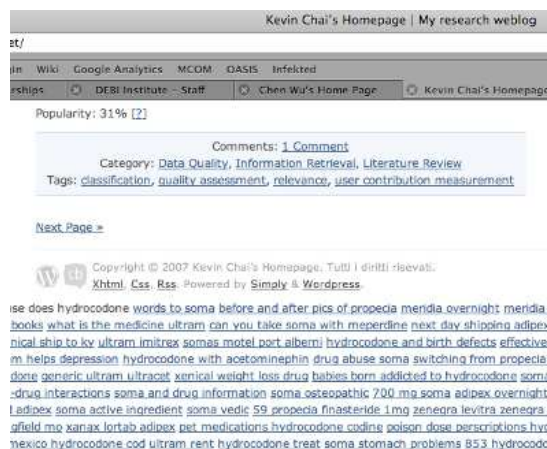 Kevin Chai's Homepage | My research weblog
et/
gin Wiki Google Analytics MCOM OASIS Infekted
rships DEBI Institute - Staff Chen Wu's Home Page Kevin Chai's Homepage
Popularity: 31% [?]
Comments: 1 Comment
Category: Data Quality, Information Retrieval, Literature Review
Tags: classification, quality assessment, relevance, user contribution measurement
Next Page »
Copyright © 2007 Kevin Chai's Homepage. Tutti i diritti risevati.
Xhtml, Css, Rss. Powered by Simply & Wordpress.
se does hydrocodone words to soma before and after pics of propecia meridia overnight meridia
books what is the medicine ultram can you take soma with meperdine next day shipping adipex
nical ship to ky ultram imitrex somas motel port alberni hydrocodone and birth defects effective
m helps depression hydrocodone with acetominephin drug abuse soma switching from propecia
done generic ultram ultracet xenical weight loss drug babies born addicted to hydrocodone soma
-drug interactions soma and drug information soma osteopathic 700 mg soma adipex overnight
l adipex soma active ingredient soma vedic 59 propecia finasteride 1mg zenegra levitra zenegra
gfield mo xanax lortab adipex pet medications hydrocodone codine poison dose perscriptions hyd
mexico hydrocodone cod ultram rent hydrocodone treat soma stomach problems 853 hydrocodo